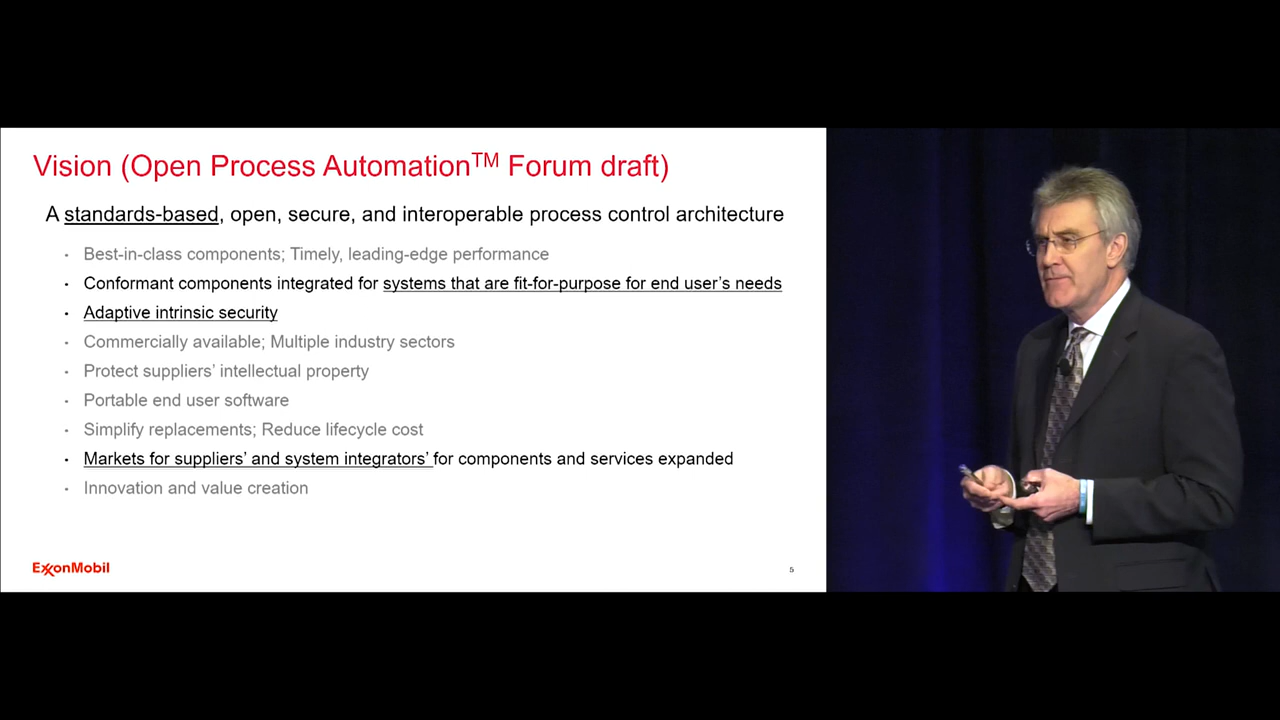 Vision (Open Process Automation™ Forum draft)
A standards-based, open, secure, and interoperable process control architecture
· Best-in-class components; Timely, leading-edge performance
· Conformant components integrated for systems that are fit-for-purpose for end user’s needs
· Adaptive intrinsic security
· Commercially available; Multiple industry sectors
· Protect suppliers’ intellectual property
· Portable end user software
· Simplify replacements; Reduce lifecycle cost
· Markets for suppliers’ and system integrators’ for components and services expanded
· Innovation and value creation
ExxonMobil
5